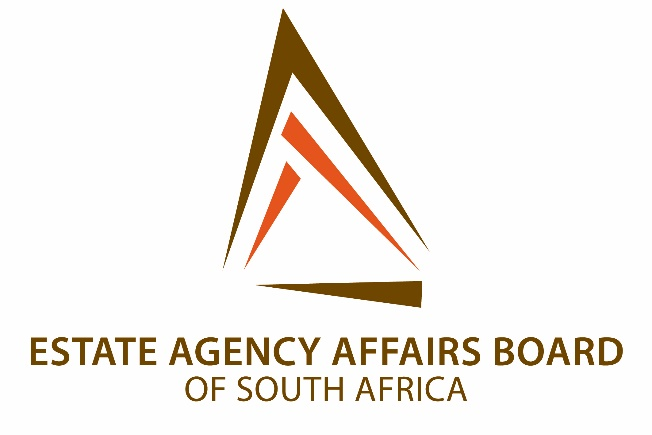 ESTATE AGENCY AFFAIRS BOARD
OF SOUTH AFRICA